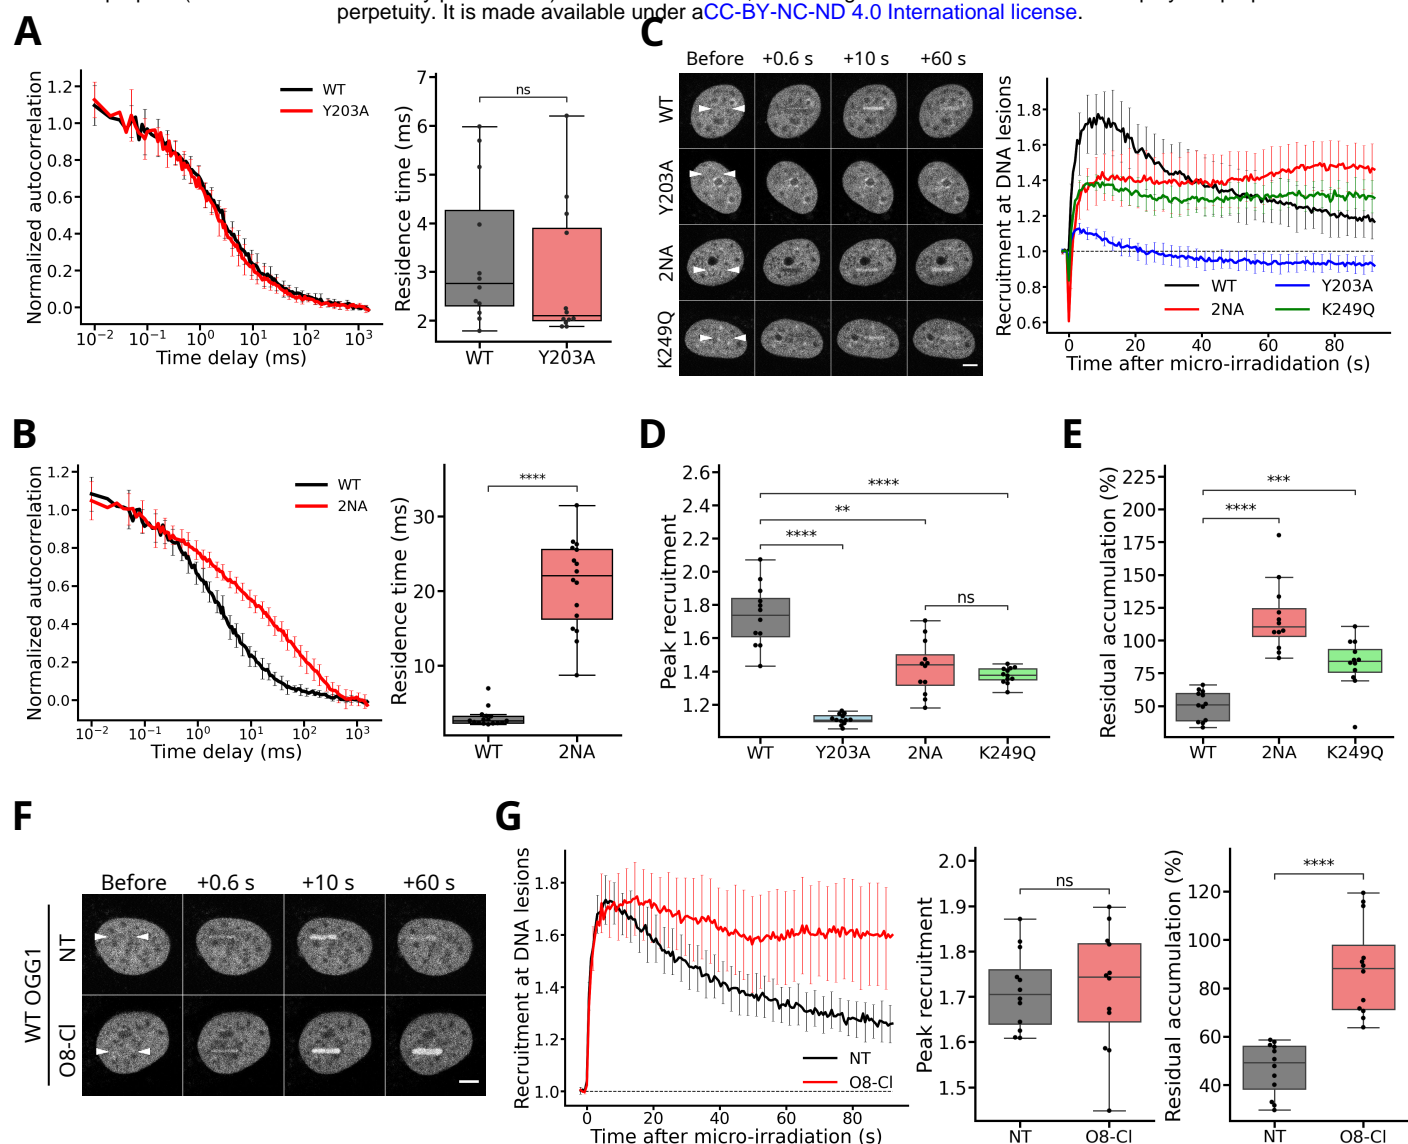 perpetuity. It is made available under aCC-BY-NC-ND 4.0 International license.
A
Normalized autocorrelation
1.2
1.0
0.8
0.6
0.4
0.2
0.0
10⁻² 10⁻¹ 10⁰ 10¹ 10² 10³
Time delay (ms)
WT
Y203A
Residence time (ms)
7
6
5
4
3
2
ns
WT Y203A
C
Before +0.6 s +10 s +60 s
WT
Y203A
2NA
K249Q
Recruitment at DNA lesions
1.8
1.6
1.4
1.2
1.0
0.8
0.6
WT Y203A
2NA K249Q
0 20 40 60 80
Time after micro-irradidation (s)
B
Normalized autocorrelation
1.2
1.0
0.8
0.6
0.4
0.2
0.0
10⁻² 10⁻¹ 10⁰ 10¹ 10² 10³
Time delay (ms)
WT
2NA
Residence time (ms)
30
20
10
****
WT 2NA
D
Peak recruitment
2.6
2.4
2.2
2.0
1.8
1.6
1.4
1.2
****
**
****
ns
WT Y203A 2NA K249Q
E
Residual accumulation (%)
225
200
175
150
125
100
75
50
***
****
WT 2NA K249Q
F
Before +0.6 s +10 s +60 s
WT OGG1
NT
O8-Cl
G
Recruitment at DNA lesions
1.8
1.6
1.4
1.2
1.0
NT
O8-Cl
0 20 40 60 80
Time after micro-irradiation (s)
Peak recruitment
2.0
1.9
1.8
1.7
1.6
1.5
ns
NT O8-Cl
Residual accumulation (%)
120
100
80
60
40
****
NT O8-Cl